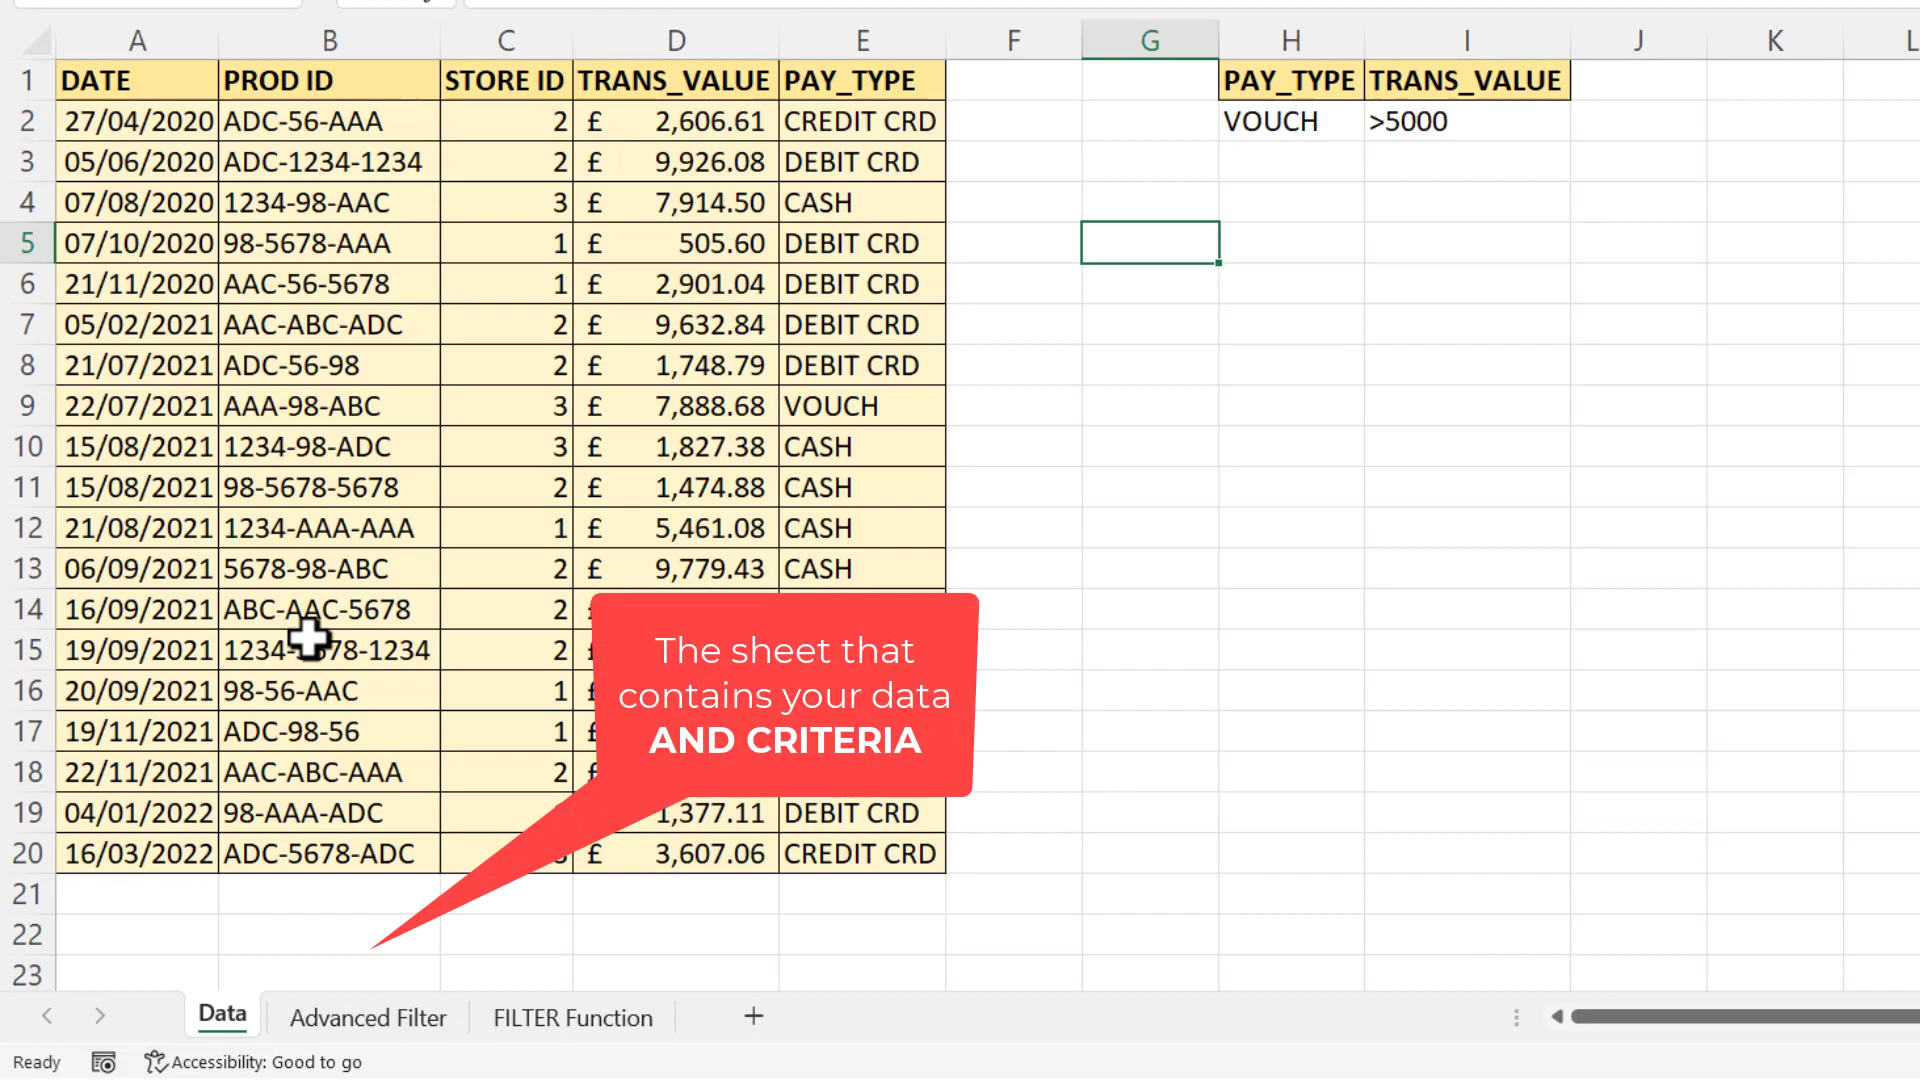 A B C D E F G H I J K L
1 DATE PROD ID STORE ID TRANS_VALUE PAY_TYPE PAY_TYPE TRANS_VALUE
2 27/04/2020 ADC-56-AAA 2 £ 2,606.61 CREDIT CRD VOUCH >5000
3 05/06/2020 ADC-1234-1234 2 £ 9,926.08 DEBIT CRD
4 07/08/2020 1234-98-AAC 3 £ 7,914.50 CASH
5 07/10/2020 98-5678-AAA 1 £ 505.60 DEBIT CRD
6 21/11/2020 AAC-56-5678 1 £ 2,901.04 DEBIT CRD
7 05/02/2021 AAC-ABC-ADC 2 £ 9,632.84 DEBIT CRD
8 21/07/2021 ADC-56-98 2 £ 1,748.79 DEBIT CRD
9 22/07/2021 AAA-98-ABC 3 £ 7,888.68 VOUCH
10 15/08/2021 1234-98-ADC 3 £ 1,827.38 CASH
11 15/08/2021 98-5678-5678 2 £ 1,474.88 CASH
12 21/08/2021 1234-AAA-AAA 1 £ 5,461.08 CASH
13 06/09/2021 5678-98-ABC 2 £ 9,779.43 CASH
14 16/09/2021 ABC-AAC-5678 2
15 19/09/2021 2
16 20/09/2021 98-56-AAC 1
17 19/11/2021 ADC-98-56 1
18 22/11/2021 AAC-ABC-AAA 2
19 04/01/2022 98-AAA-ADC 1,377.11 DEBIT CRD
20 16/03/2022 ADC-5678-ADC £ 3,607.06 CREDIT CRD
21
22
23
The sheet that
contains your data
AND CRITERIA
Data Advanced Filter FILTER Function +
Ready Accessibility: Good to go